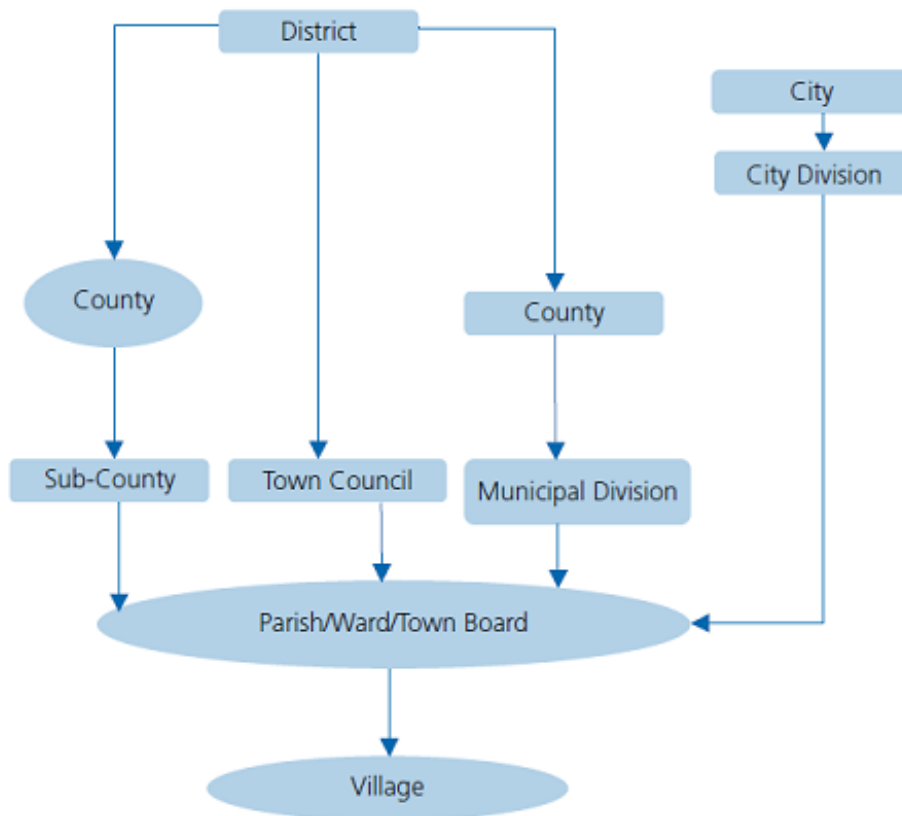 District
City
City Division
County
County
Sub-County
Town Council
Municipal Division
Parish/Ward/Town Board
Village